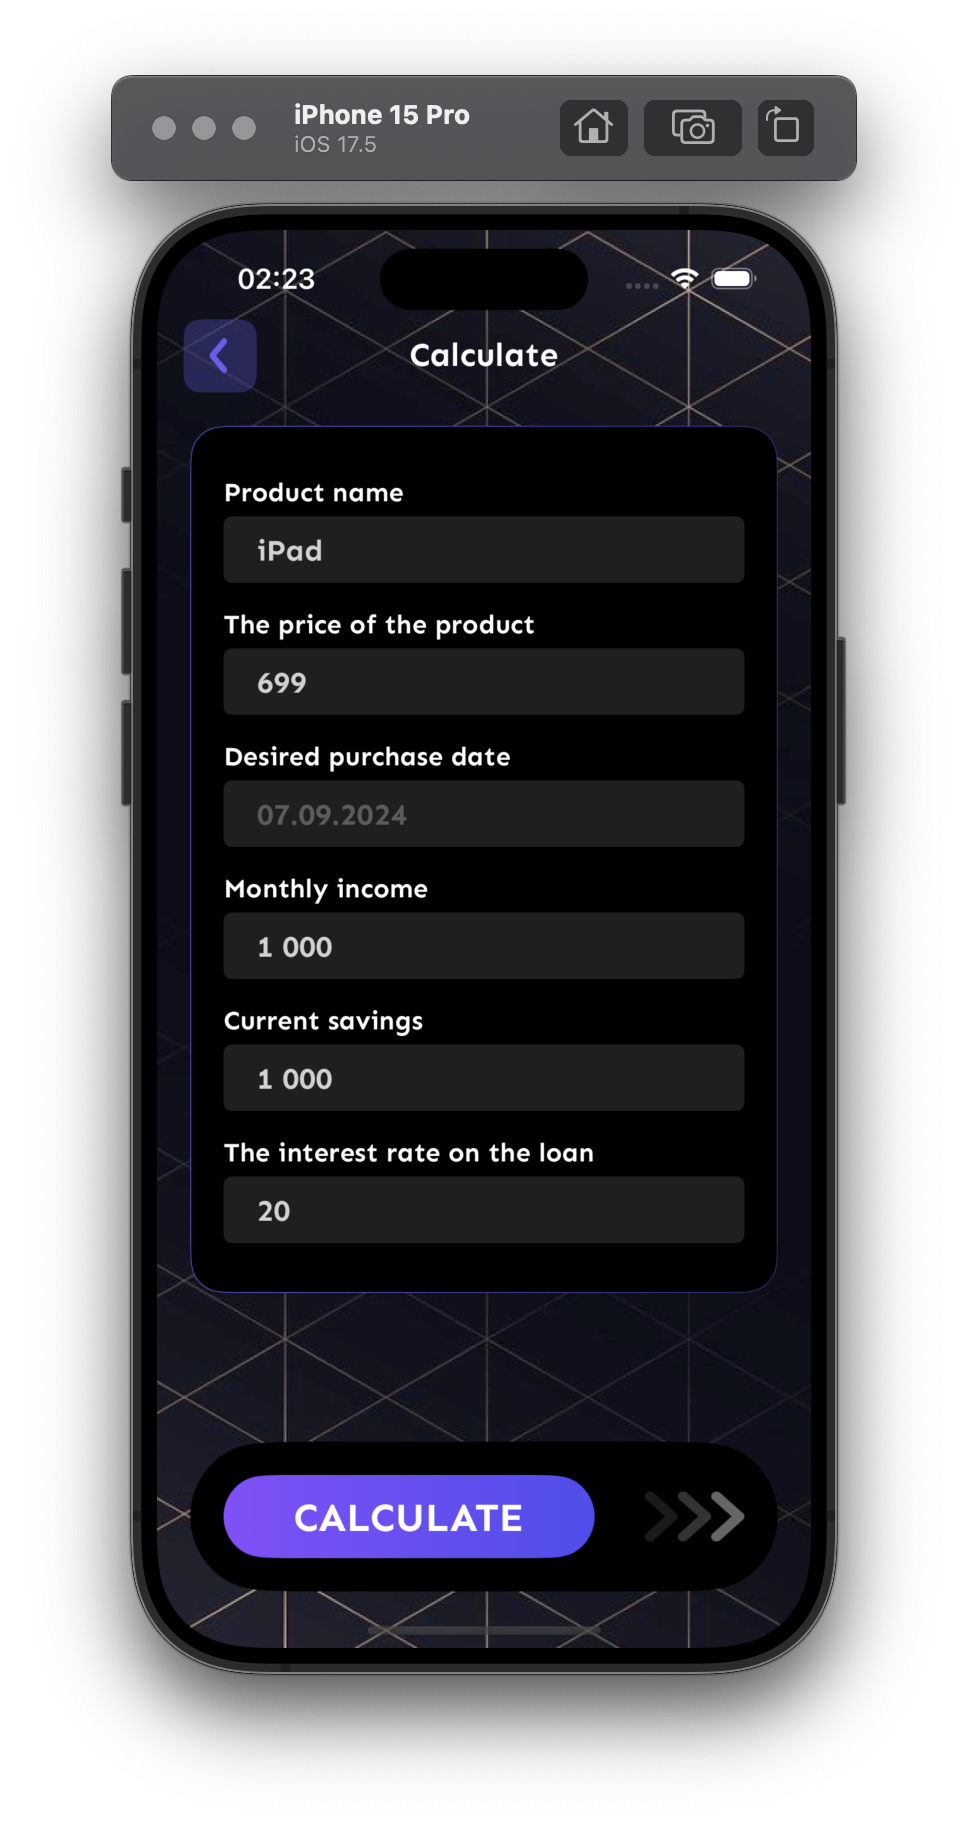 iPhone 15 Pro
iOS 17.5
02:23
Calculate
Product name
iPad
The price of the product
699
Desired purchase date
07.09.2024
Monthly income
1 000
Current savings
1 000
The interest rate on the loan
20
CALCULATE